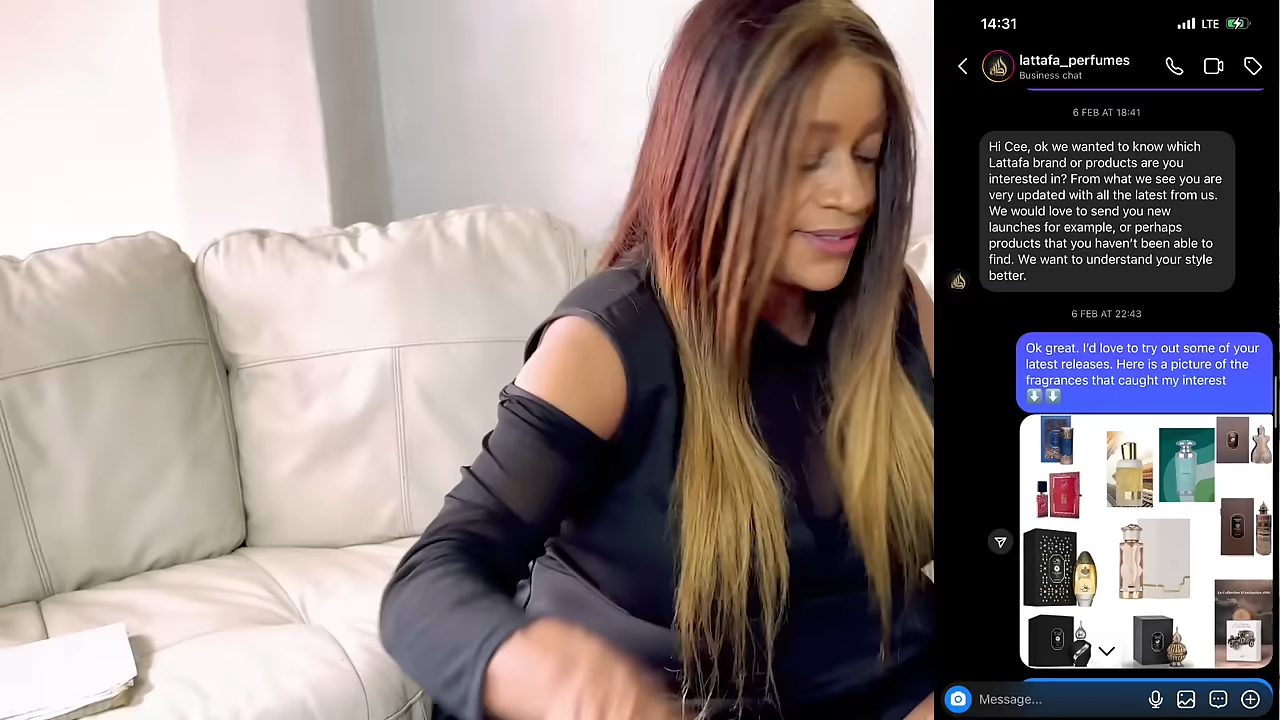 14:31
LTE
lattafa_perfumes
Business chat
6 FEB AT 18:41
Hi Cee, ok we wanted to know which
Lattafa brand or products are you
interested in? From what we see you are
very updated with all the latest from us.
We would love to send you new
launches for example, or perhaps
products that you haven't been able to
find. We want to understand your style
better.
6 FEB AT 22:43
Ok great. I'd love to try out some of your
latest releases. Here is a picture of the
fragrances that caught my interest
⬇️⬇️
Message...